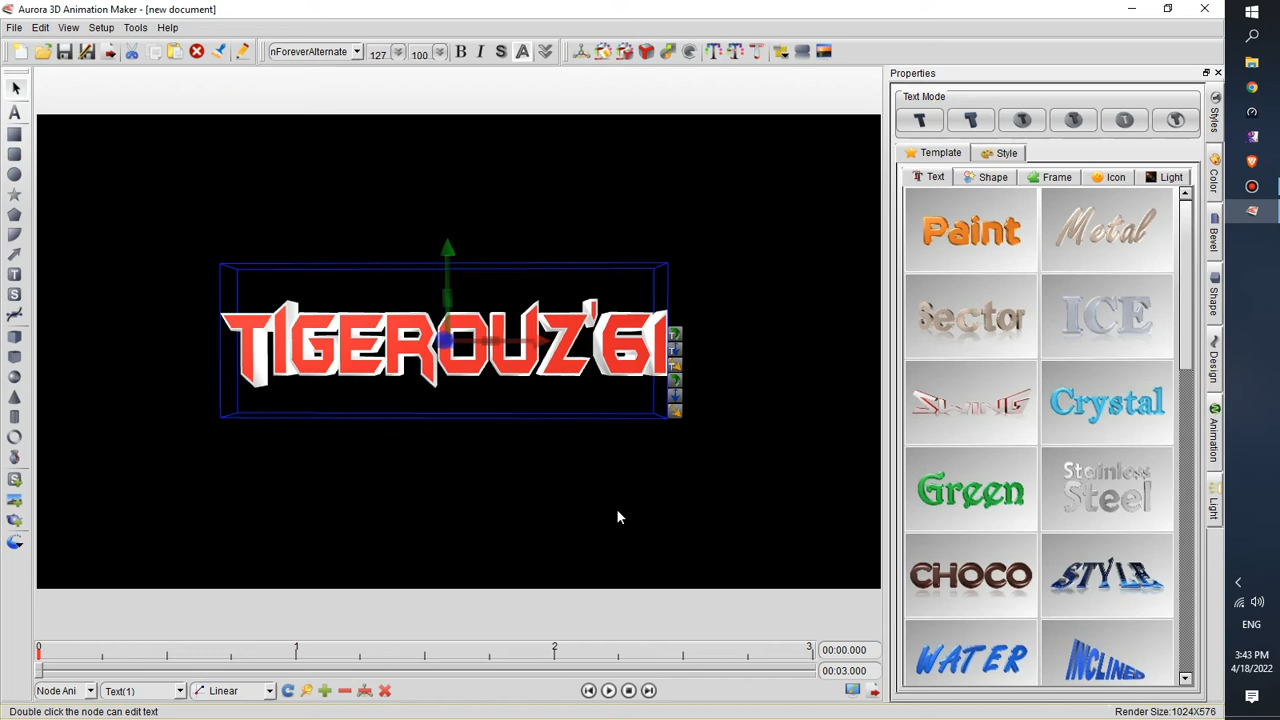 Aurora 3D Animation Maker - [new document]
File Edit View Setup Tools Help
nForeverAlternate 127 100 B I S A
Properties
Text Mode
Template Style
Text Shape Frame Icon Light
Paint Metal
Sector ICE
SWING Crystal
Green Stainless Steel
CHOCO STYLE
WATER INCLINED
Styles
Color
Bevel
Shape
Design
Animation
Light
TIGEROUZ'61
0 1 2 3 00:00.000
00:03.000
Node Ani Text(1) Linear
Double click the node can edit text
Render Size:1024X576
ENG
3:43 PM
4/18/2022